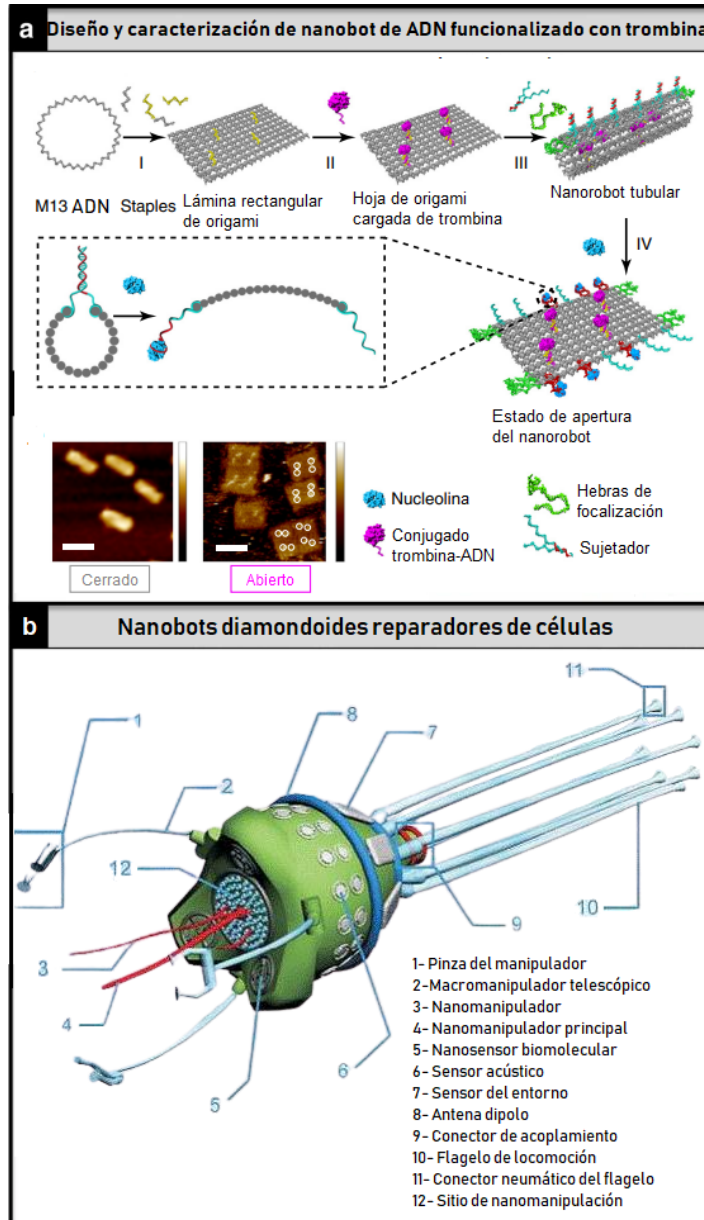 a
Diseño y caracterización de nanobot de ADN funcionalizado con trombina
I
II
III
M13 ADN
Staples
Lámina rectangular
de origami
Hoja de origami
cargada de trombina
Nanorobot tubular
IV
Estado de apertura
del nanorobot
Cerrado
Abierto
Nucleolina
Conjugado
trombina-ADN
Hebras de
focalización
Sujetador
b
Nanobots diamondoides reparadores de células
11
1
8
7
2
12
9
10
3
4
6
5
1- Pinza del manipulador
2-Macromanipulador telescópico
3- Nanomanipulador
4- Nanomanipulador principal
5- Nanosensor biomolecular
6- Sensor acústico
7- Sensor del entorno
8- Antena dipolo
9- Conector de acoplamiento
10- Flagelo de locomoción
11- Conector neumático del flagelo
12- Sitio de nanomanipulación